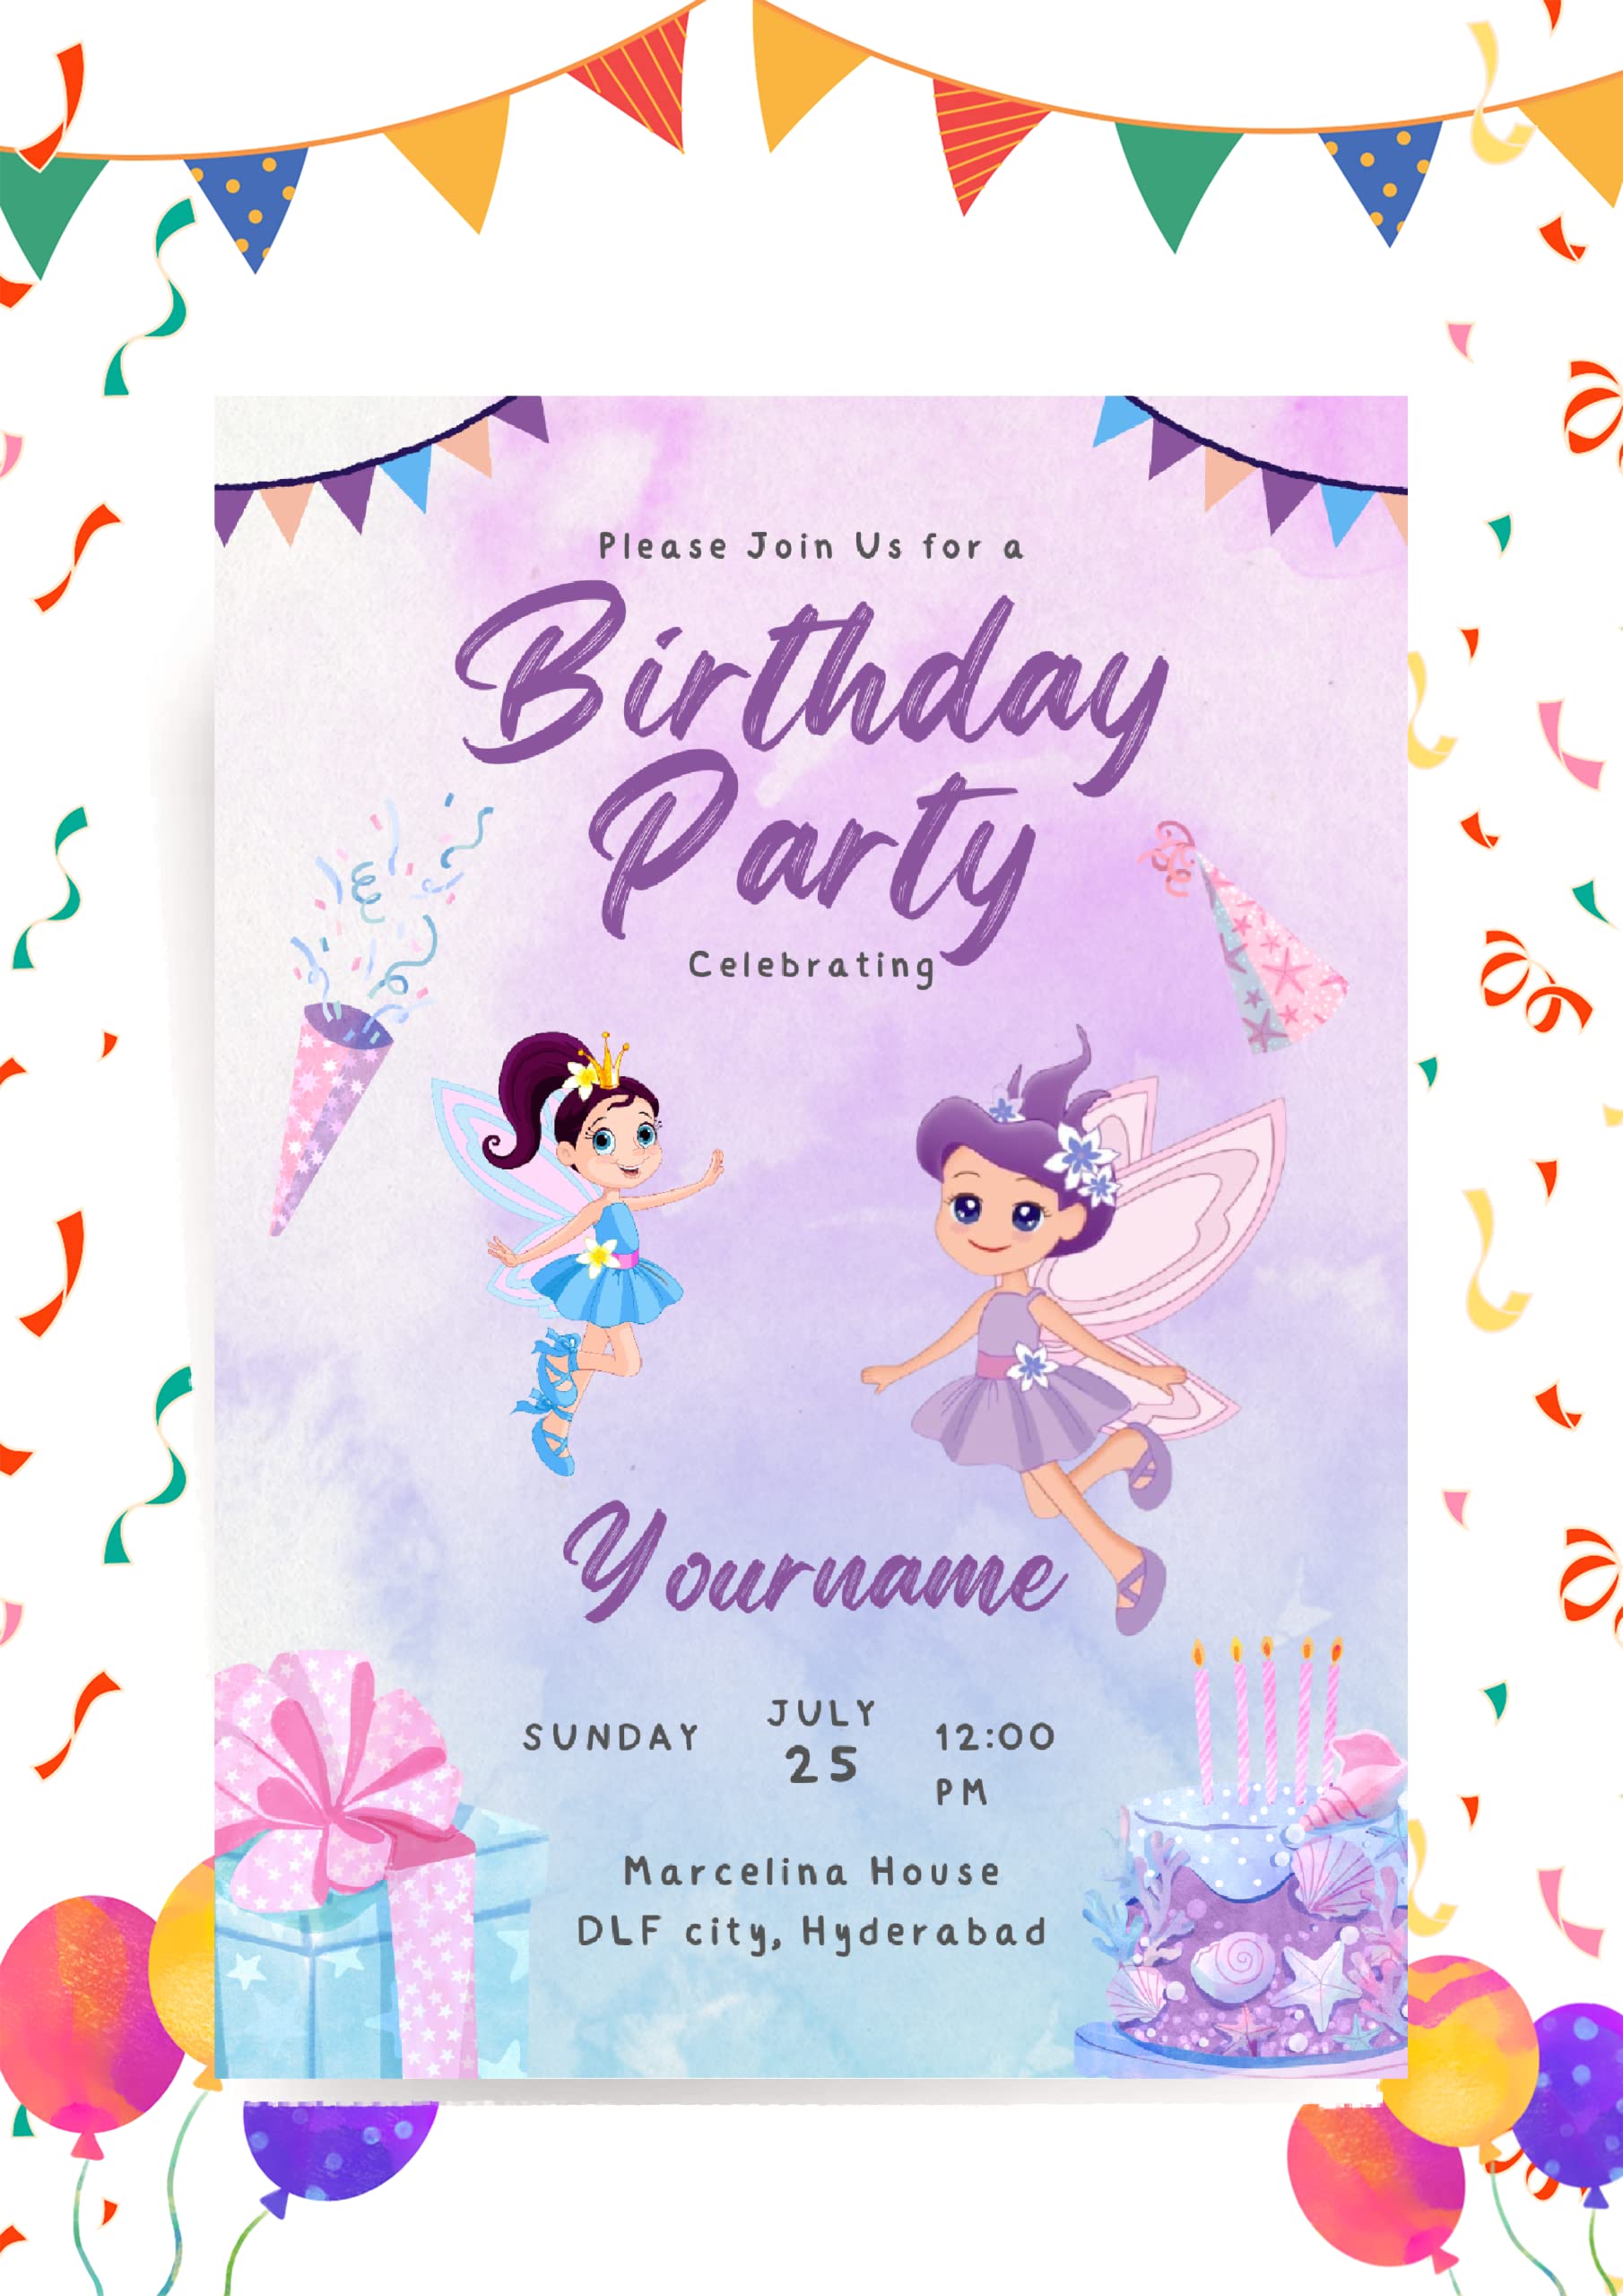 Please Join Us for a
Birthday
Party
Celebrating
Yourname
SUNDAY
JULY
25
12:00
PM
Marcelina House
DLF city, Hyderabad